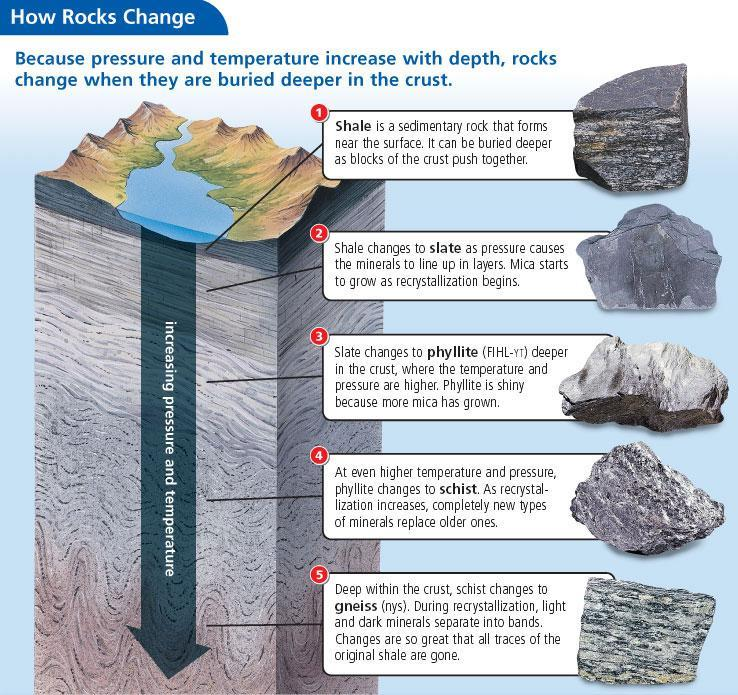 How Rocks Change
Because pressure and temperature increase with depth, rocks
change when they are buried deeper in the crust.
1
Shale is a sedimentary rock that forms
near the surface. It can be buried deeper
as blocks of the crust push together.
2
Shale changes to slate as pressure causes
the minerals to line up in layers. Mica starts
to grow as recrystallization begins.
3
Slate changes to phyllite (FIHL-YT) deeper
in the crust, where the temperature and
pressure are higher. Phyllite is shiny
because more mica has grown.
4
At even higher temperature and pressure,
phyllite changes to schist. As recrystal-
lization increases, completely new types
of minerals replace older ones.
5
Deep within the crust, schist changes to
gneiss (nys). During recrystallization, light
and dark minerals separate into bands.
Changes are so great that all traces of the
original shale are gone.
increasing pressure and temperature